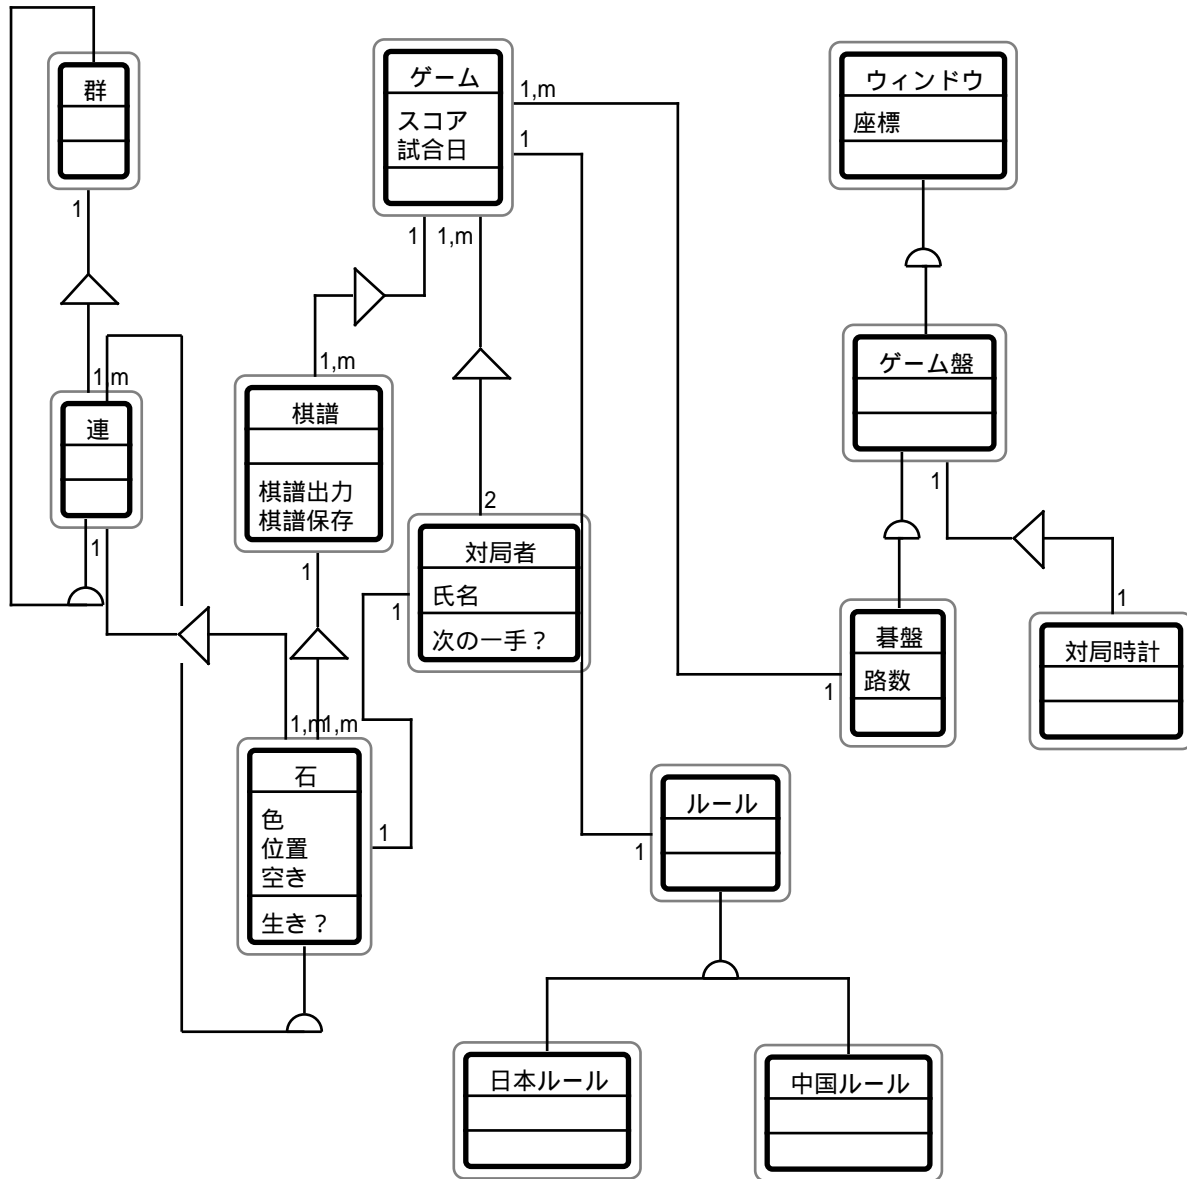 群
1
1,m
連
1
ゲーム
スコア
試合日
1,m
1
1
1,m
1,m
棋譜
棋譜出力
棋譜保存
1
2
対局者
氏名
次の一手？
1
1,m
1,m
石
色
位置
空き
生き？
1
ウィンドウ
座標
ゲーム盤
1
1
碁盤
路数
1
対局時計
ルール
1
日本ルール
中国ルール